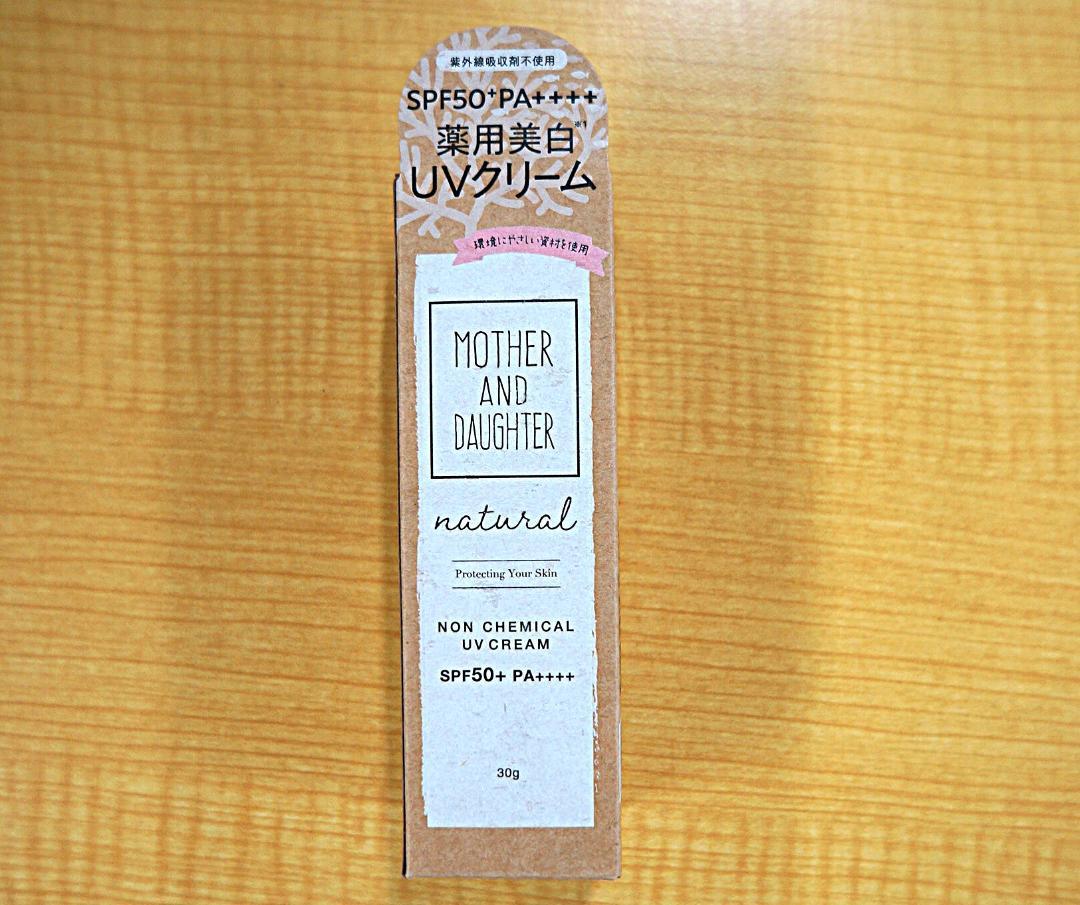 紫外線吸収剤不使用
SPF50+PA++++
薬用美白※1
UVクリーム
環境にやさしい資材を使用
MOTHER
AND
DAUGHTER
natural
Protecting Your Skin
NON CHEMICAL
UV CREAM
SPF50+ PA++++
30g